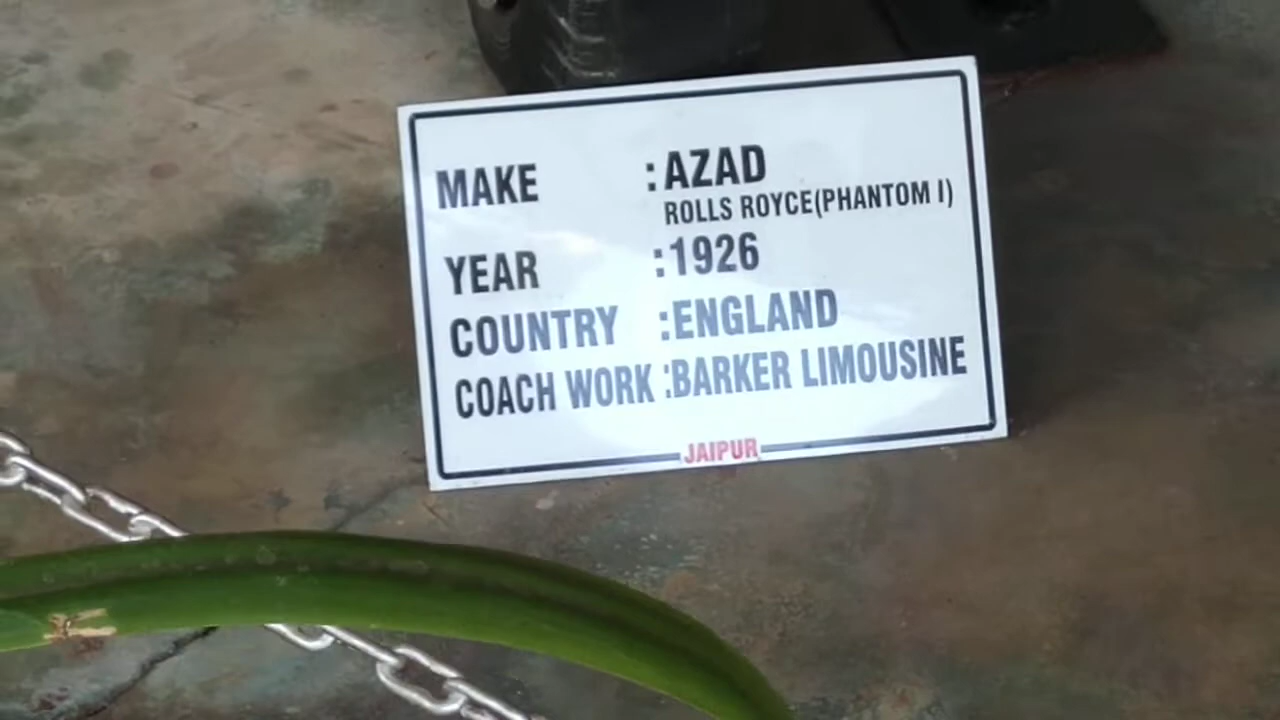 MAKE : AZAD
ROLLS ROYCE(PHANTOM I)
YEAR : 1926
COUNTRY : ENGLAND
COACH WORK : BARKER LIMOUSINE
JAIPUR